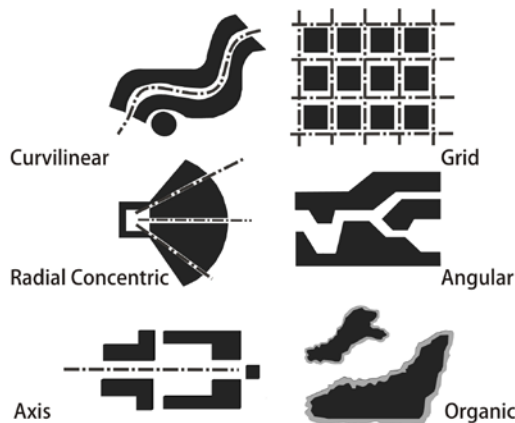 Curvilinear
Grid
Radial Concentric
Angular
Axis
Organic